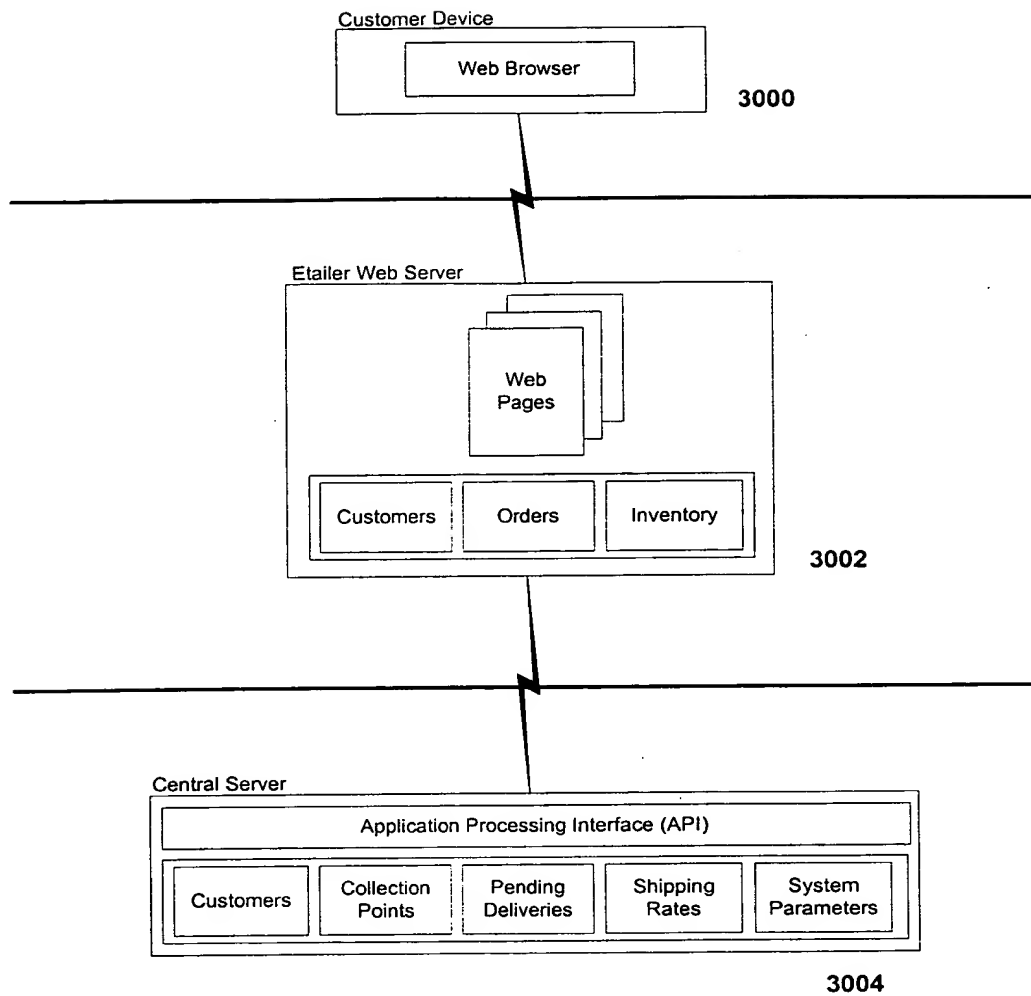 Customer Device
Web Browser
3000
Etailer Web Server
Web
Pages
Customers
Orders
Inventory
3002
Central Server
Application Processing Interface (API)
Customers
Collection
Points
Pending
Deliveries
Shipping
Rates
System
Parameters
3004